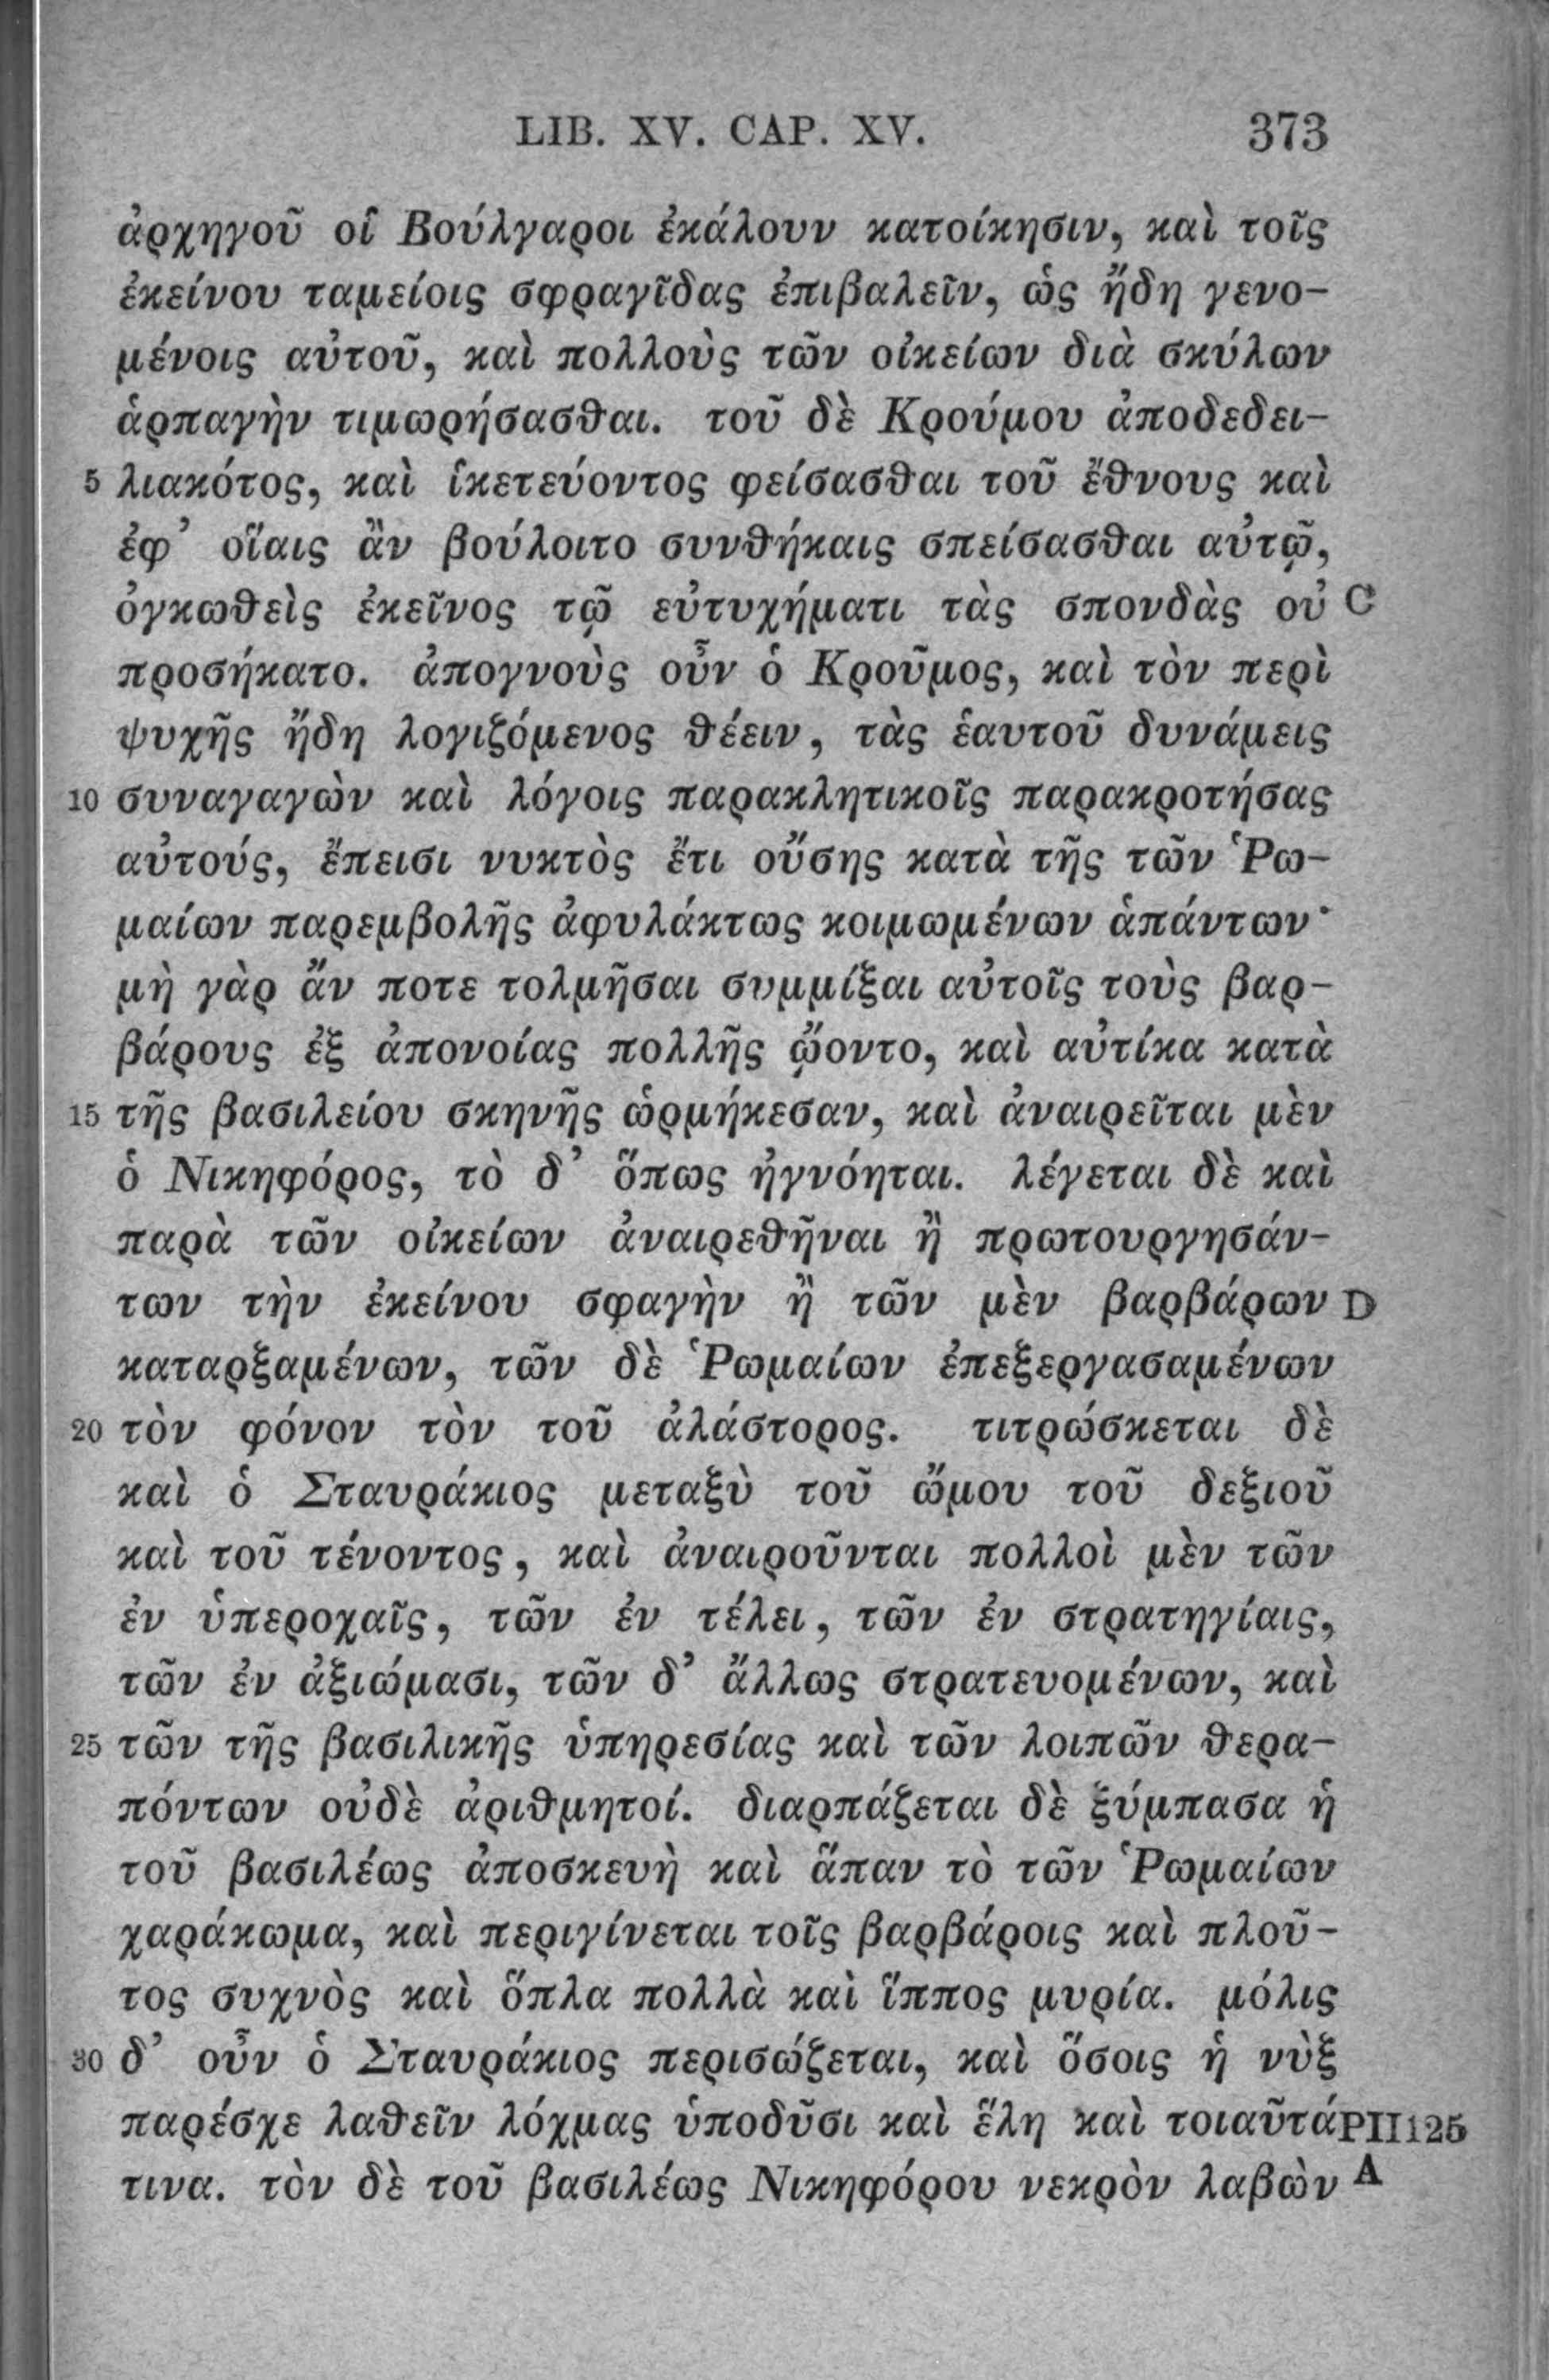 LIB. XV. CAP. XV. 373
ἀρχηγοῦ οἱ Βούλγαροι ἐκάλουν κατοίκησιν, καὶ τοῖς
ἐκείνου ταμείοις σφραγῖδας ἐπιβαλεῖν, ὡς ἤδη γενο-
μένοις αὐτοῦ, καὶ πολλοὺς τῶν οἰκείων διὰ σκύλων
ἁρπαγὴν τιμωρήσασθαι. τοῦ δὲ Κρούμου ἀποδεδει-
5 λιακότος, καὶ ἱκετεύοντος φείσασθαι τοῦ ἔθνους καὶ
ἐφ’ οἵαις ἂν βούλοιτο συνθήκαις σπείσασθαι αὐτῷ,
ὀγκωθεὶς ἐκεῖνος τῷ εὐτυχήματι τὰς σπονδὰς οὐ C
προσήκατο. ἀπογνοὺς οὖν ὁ Κροῦμος, καὶ τὸν περὶ
ψυχῆς ἤδη λογιζόμενος θέειν, τὰς ἑαυτοῦ δυνάμεις
10 συναγαγὼν καὶ λόγοις παρακλητικοῖς παρακροτήσας
αὐτούς, ἔπεισι νυκτὸς ἔτι οὔσης κατὰ τῆς τῶν Ῥω-
μαίων παρεμβολῆς ἀφυλάκτως κοιμωμένων ἁπάντων·
μὴ γὰρ ἄν ποτε τολμῆσαι συμμίξαι αὐτοῖς τοὺς βαρ-
βάρους ἐξ ἀπονοίας πολλῆς ᾤοντο, καὶ αὐτίκα κατὰ
15 τῆς βασιλείου σκηνῆς ὡρμήκεσαν, καὶ ἀναιρεῖται μὲν
ὁ Νικηφόρος, τὸ δ’ ὅπως ἠγνόηται. λέγεται δὲ καὶ
παρὰ τῶν οἰκείων ἀναιρεθῆναι ἢ πρωτουργησάν-
των τὴν ἐκείνου σφαγὴν ἢ τῶν μὲν βαρβάρων D
καταρξαμένων, τῶν δὲ Ῥωμαίων ἐπεξεργασαμένων
20 τὸν φόνον τὸν τοῦ ἀλάστορος. τιτρώσκεται δὲ
καὶ ὁ Σταυράκιος μεταξὺ τοῦ ὤμου τοῦ δεξιοῦ
καὶ τοῦ τένοντος, καὶ ἀναιροῦνται πολλοὶ μὲν τῶν
ἐν ὑπεροχαῖς, τῶν ἐν τέλει, τῶν ἐν στρατηγίαις,
τῶν ἐν ἀξιώμασι, τῶν δ’ ἄλλως στρατευομένων, καὶ
25 τῶν τῆς βασιλικῆς ὑπηρεσίας καὶ τῶν λοιπῶν θερα-
πόντων οὐδὲ ἀριθμητοί. διαρπάζεται δὲ ξύμπασα ἡ
τοῦ βασιλέως ἀποσκευὴ καὶ ἅπαν τὸ τῶν Ῥωμαίων
χαράκωμα, καὶ περιγίνεται τοῖς βαρβάροις καὶ πλοῦ-
τος συχνὸς καὶ ὅπλα πολλὰ καὶ ἵππος μυρία. μόλις
30 δ’ οὖν ὁ Σταυράκιος περισώζεται, καὶ ὅσοις ἡ νὺξ
παρέσχε λαθεῖν λόχμας ὑποδῦσι καὶ ἕλη καὶ τοιαῦτά PII125
τινα. τὸν δὲ τοῦ βασιλέως Νικηφόρου νεκρὸν λαβὼν A